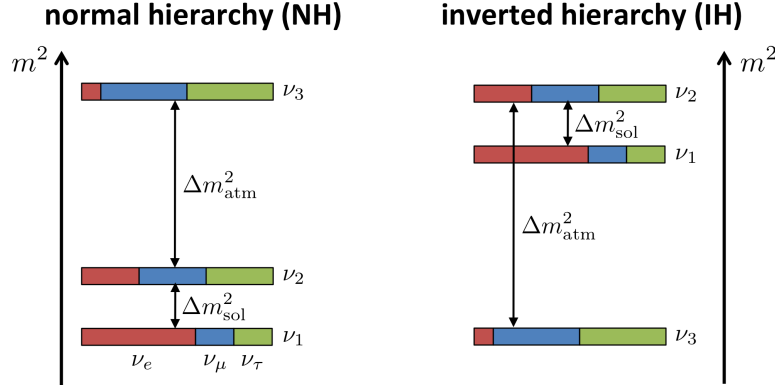 normal hierarchy (NH)
inverted hierarchy (IH)
m²
ν₃
Δm²atm
ν₂
Δm²sol
ν₁
νe νμ ντ
m²
ν₂
Δm²sol
ν₁
Δm²atm
ν₃